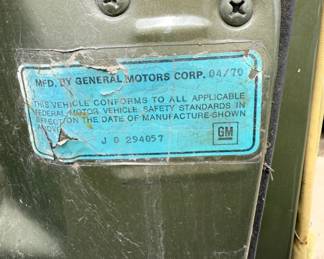 MFD. BY GENERAL MOTORS CORP. 04/70
THIS VEHICLE CONFORMS TO ALL APPLICABLE
FEDERAL MOTOR VEHICLE SAFETY STANDARDS IN
EFFECT ON THE DATE OF MANUFACTURE SHOWN
ABOVE
J 0 294057
GM